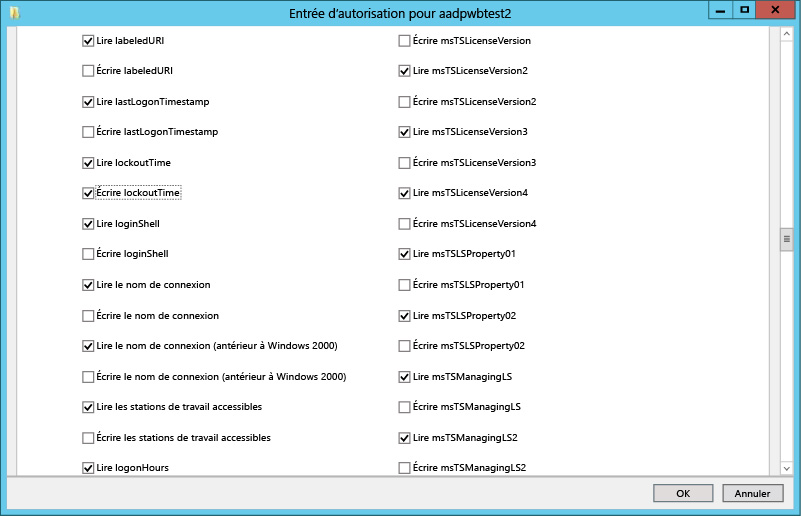 Entrée d'autorisation pour aadpwbtest2
Lire labeledURI
Écrire labeledURI
Lire lastLogonTimestamp
Écrire lastLogonTimestamp
Lire lockoutTime
Écrire lockoutTime
Lire loginShell
Écrire loginShell
Lire le nom de connexion
Écrire le nom de connexion
Lire le nom de connexion (antérieur à Windows 2000)
Écrire le nom de connexion (antérieur à Windows 2000)
Lire les stations de travail accessibles
Écrire les stations de travail accessibles
Lire logonHours
Écrire msTSLicenseVersion
Lire msTSLicenseVersion2
Écrire msTSLicenseVersion2
Lire msTSLicenseVersion3
Écrire msTSLicenseVersion3
Lire msTSLicenseVersion4
Écrire msTSLicenseVersion4
Lire msTSLSProperty01
Écrire msTSLSProperty01
Lire msTSLSProperty02
Écrire msTSLSProperty02
Lire msTSManagingLS
Écrire msTSManagingLS
Lire msTSManagingLS2
Écrire msTSManagingLS2
OK
Annuler